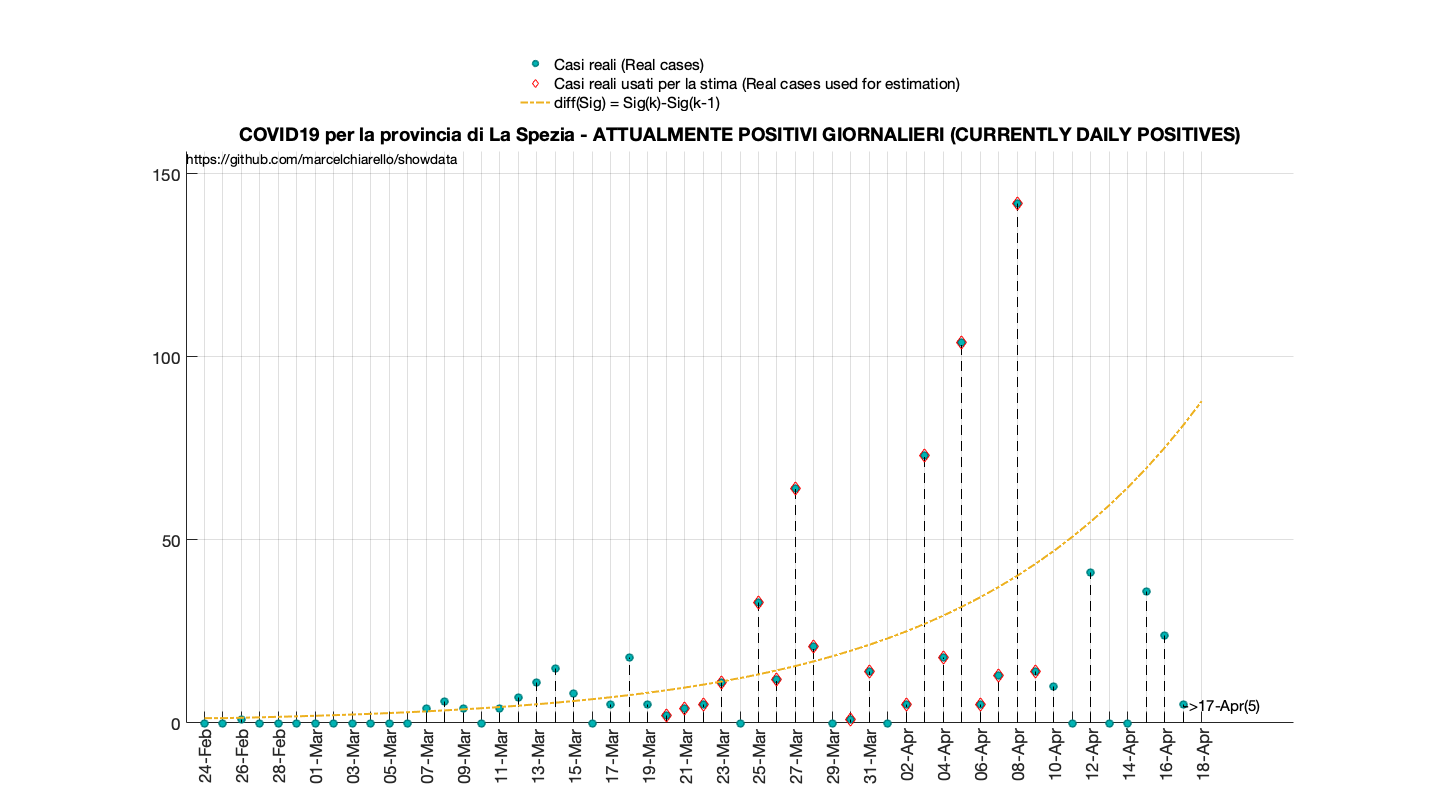 Casi reali (Real cases)
Casi reali usati per la stima (Real cases used for estimation)
diff(Sig) = Sig(k)-Sig(k-1)
COVID19 per la provincia di La Spezia - ATTUALMENTE POSITIVI GIORNALIERI (CURRENTLY DAILY POSITIVES)
https://github.com/marcelchiarello/showdata
150
100
50
0
->17-Apr(5)
24-Feb
26-Feb
28-Feb
01-Mar
03-Mar
05-Mar
07-Mar
09-Mar
11-Mar
13-Mar
15-Mar
17-Mar
19-Mar
21-Mar
23-Mar
25-Mar
27-Mar
29-Mar
31-Mar
02-Apr
04-Apr
06-Apr
08-Apr
10-Apr
12-Apr
14-Apr
16-Apr
18-Apr